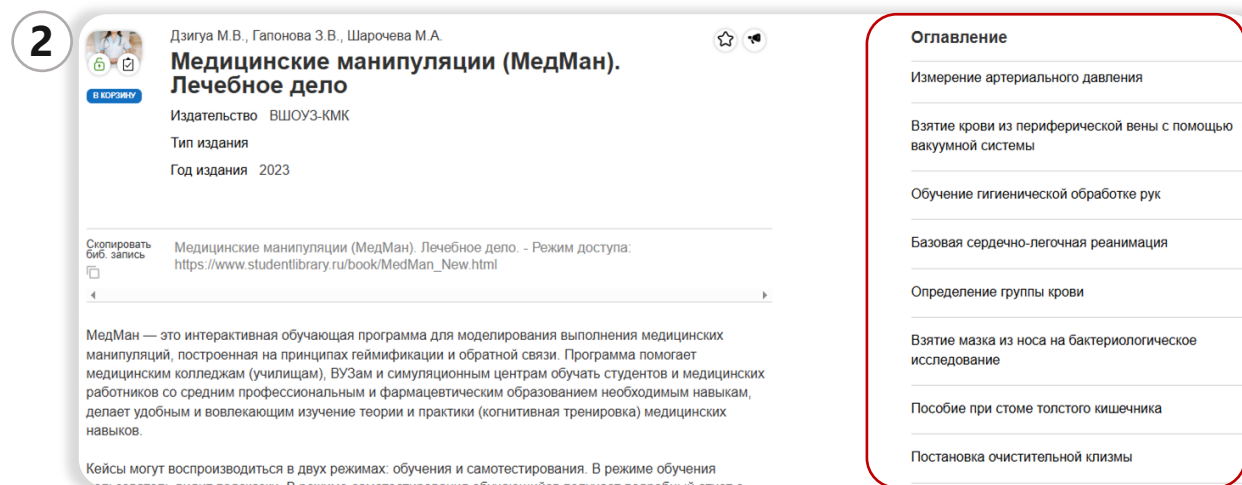 2
Дзигуа М.В., Гапонова З.В., Шарочева М.А.
Медицинские манипуляции (МедМан).
Лечебное дело
В КОРЗИНУ
Издательство ВШОУЗ-КМК
Тип издания
Год издания 2023
Скопировать
биб. запись
Медицинские манипуляции (МедМан). Лечебное дело. - Режим доступа:
https://www.studentlibrary.ru/book/MedMan_New.html
МедМан — это интерактивная обучающая программа для моделирования выполнения медицинских
манипуляций, построенная на принципах геймификации и обратной связи. Программа помогает
медицинским колледжам (училищам), ВУЗам и симуляционным центрам обучать студентов и медицинских
работников со средним профессиональным и фармацевтическим образованием необходимым навыкам,
делает удобным и вовлекающим изучение теории и практики (когнитивная тренировка) медицинских
навыков.
Кейсы могут воспроизводиться в двух режимах: обучения и самотестирования. В режиме обучения
Оглавление
Измерение артериального давления
Взятие крови из периферической вены с помощью
вакуумной системы
Обучение гигиенической обработке рук
Базовая сердечно-легочная реанимация
Определение группы крови
Взятие мазка из носа на бактериологическое
исследование
Пособие при стоме толстого кишечника
Постановка очистительной клизмы